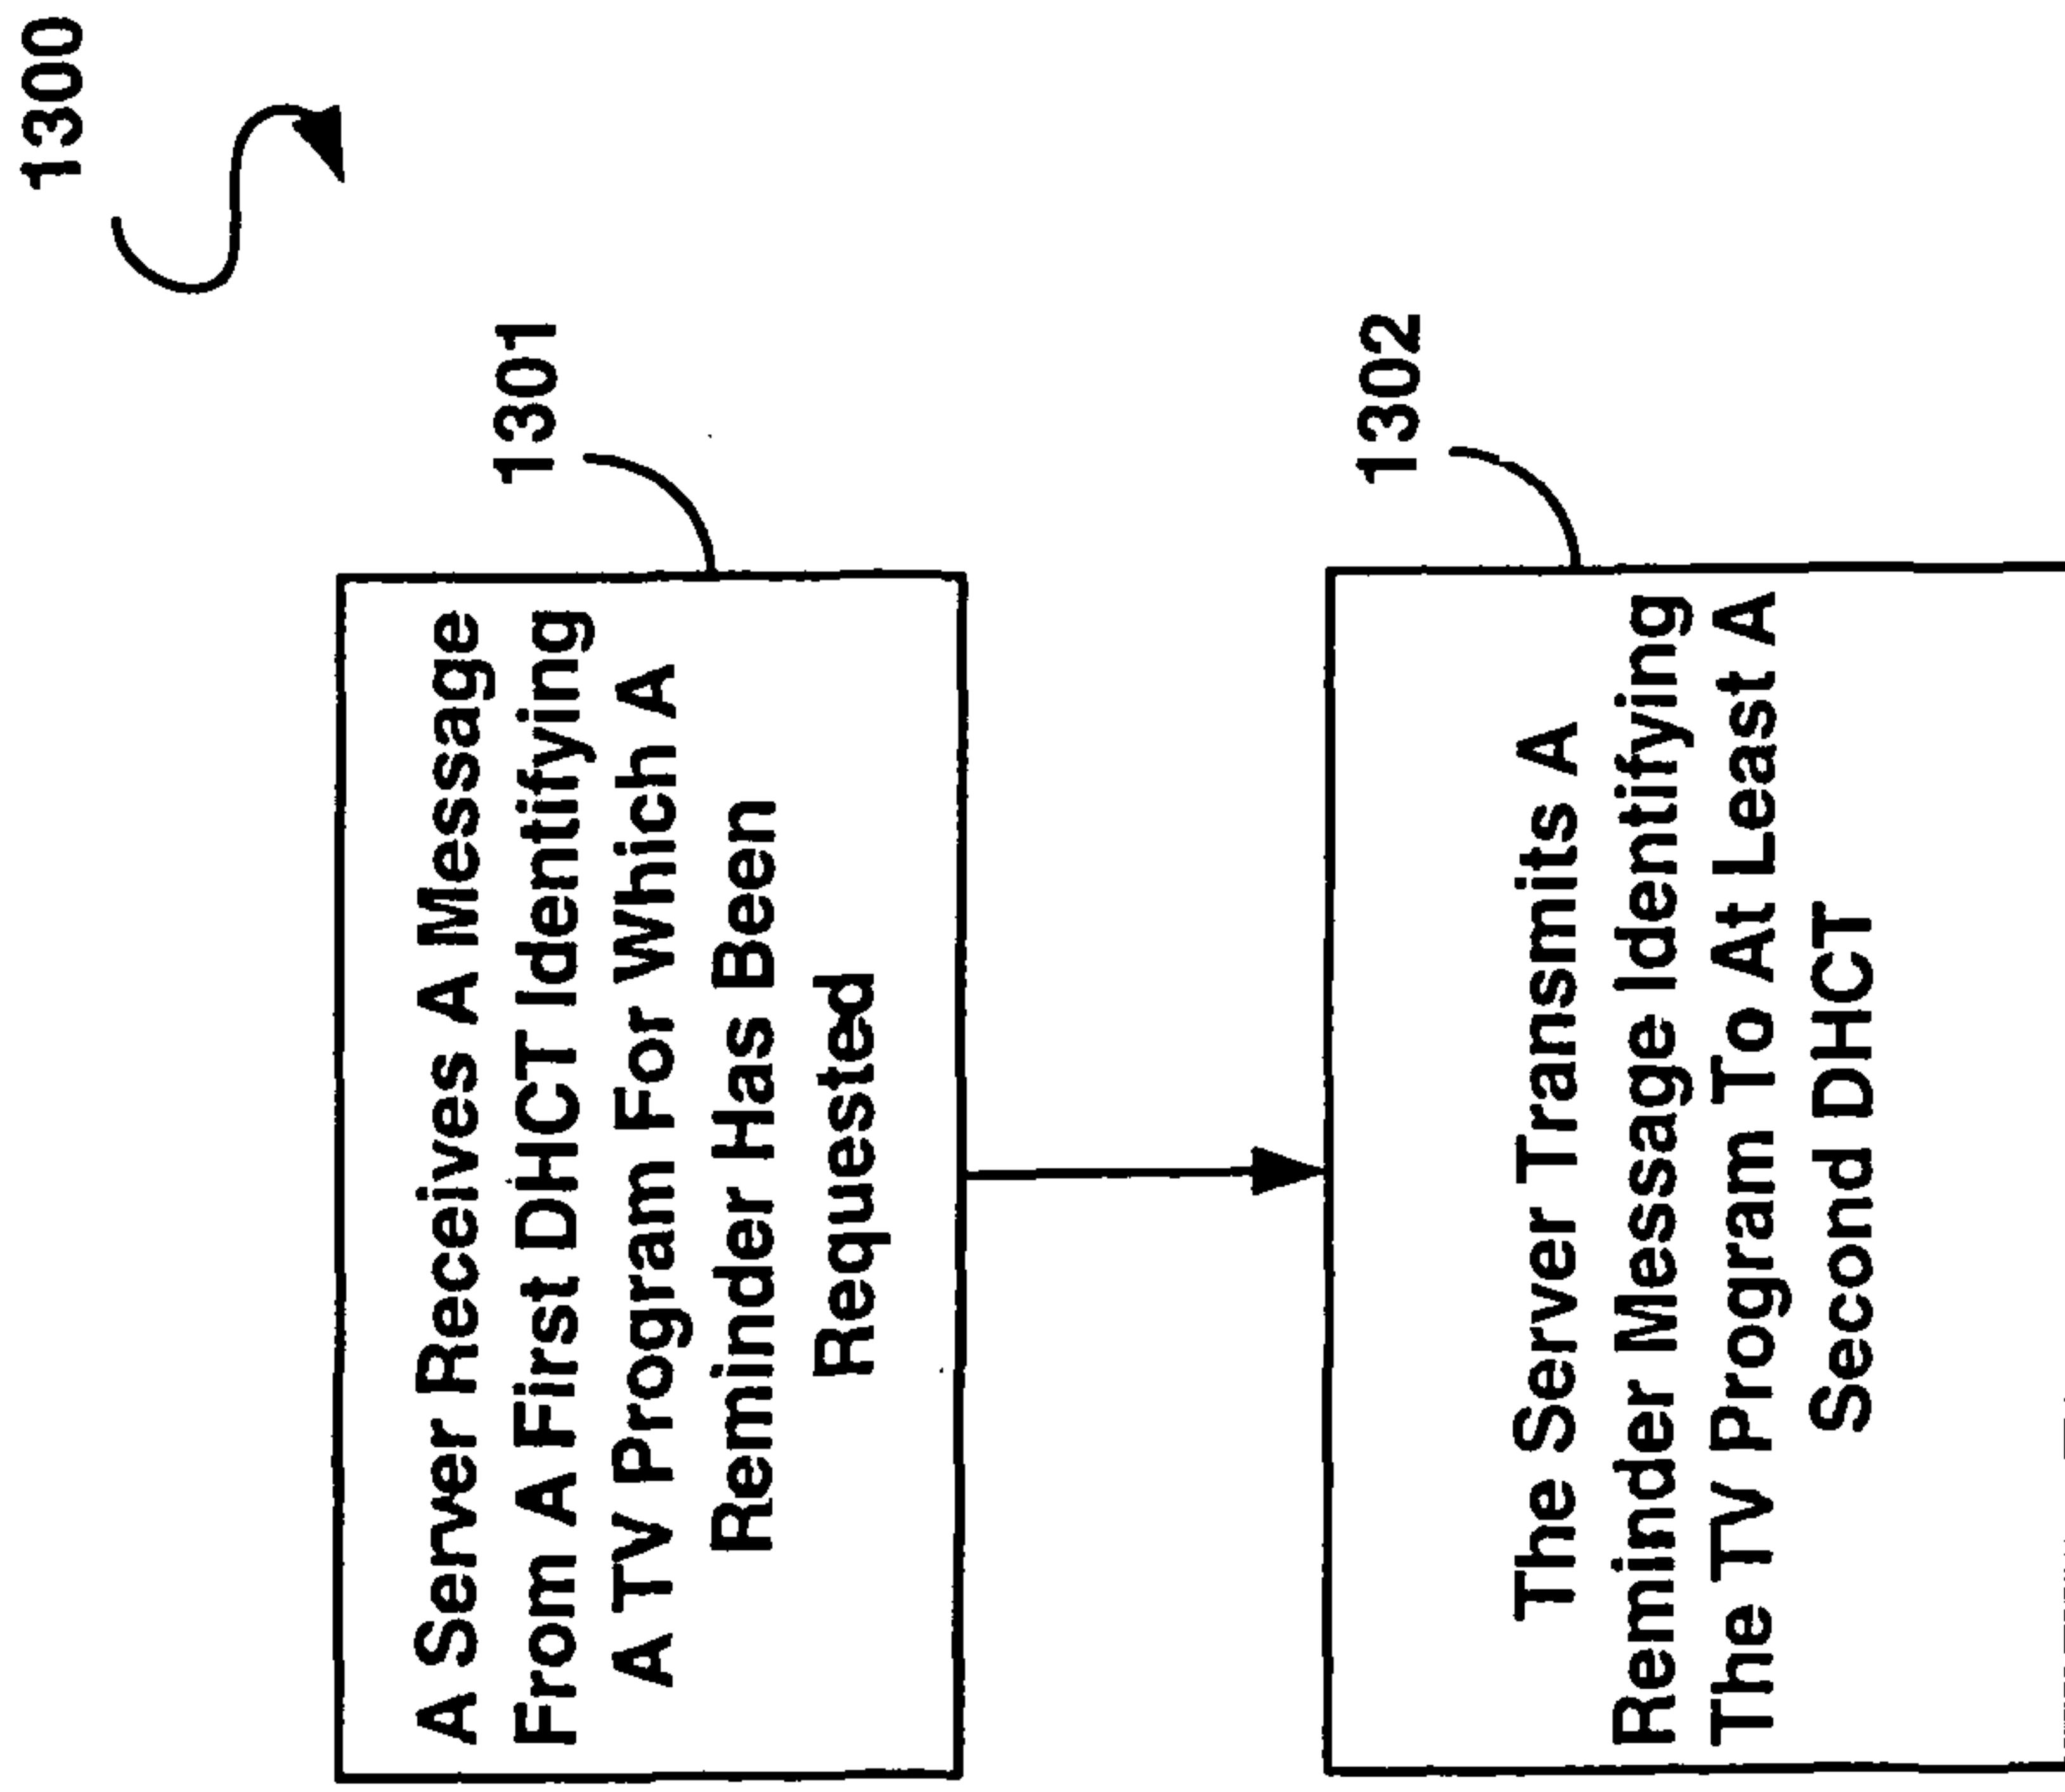 1300
1301
A Server Receives A Message
From A First DHCT Identifying
A TV Program For Which A
Reminder Has Been
Requested
1302
The Server Transmits A
Reminder Message Identifying
The TV Program To At Least A
Second DHCT